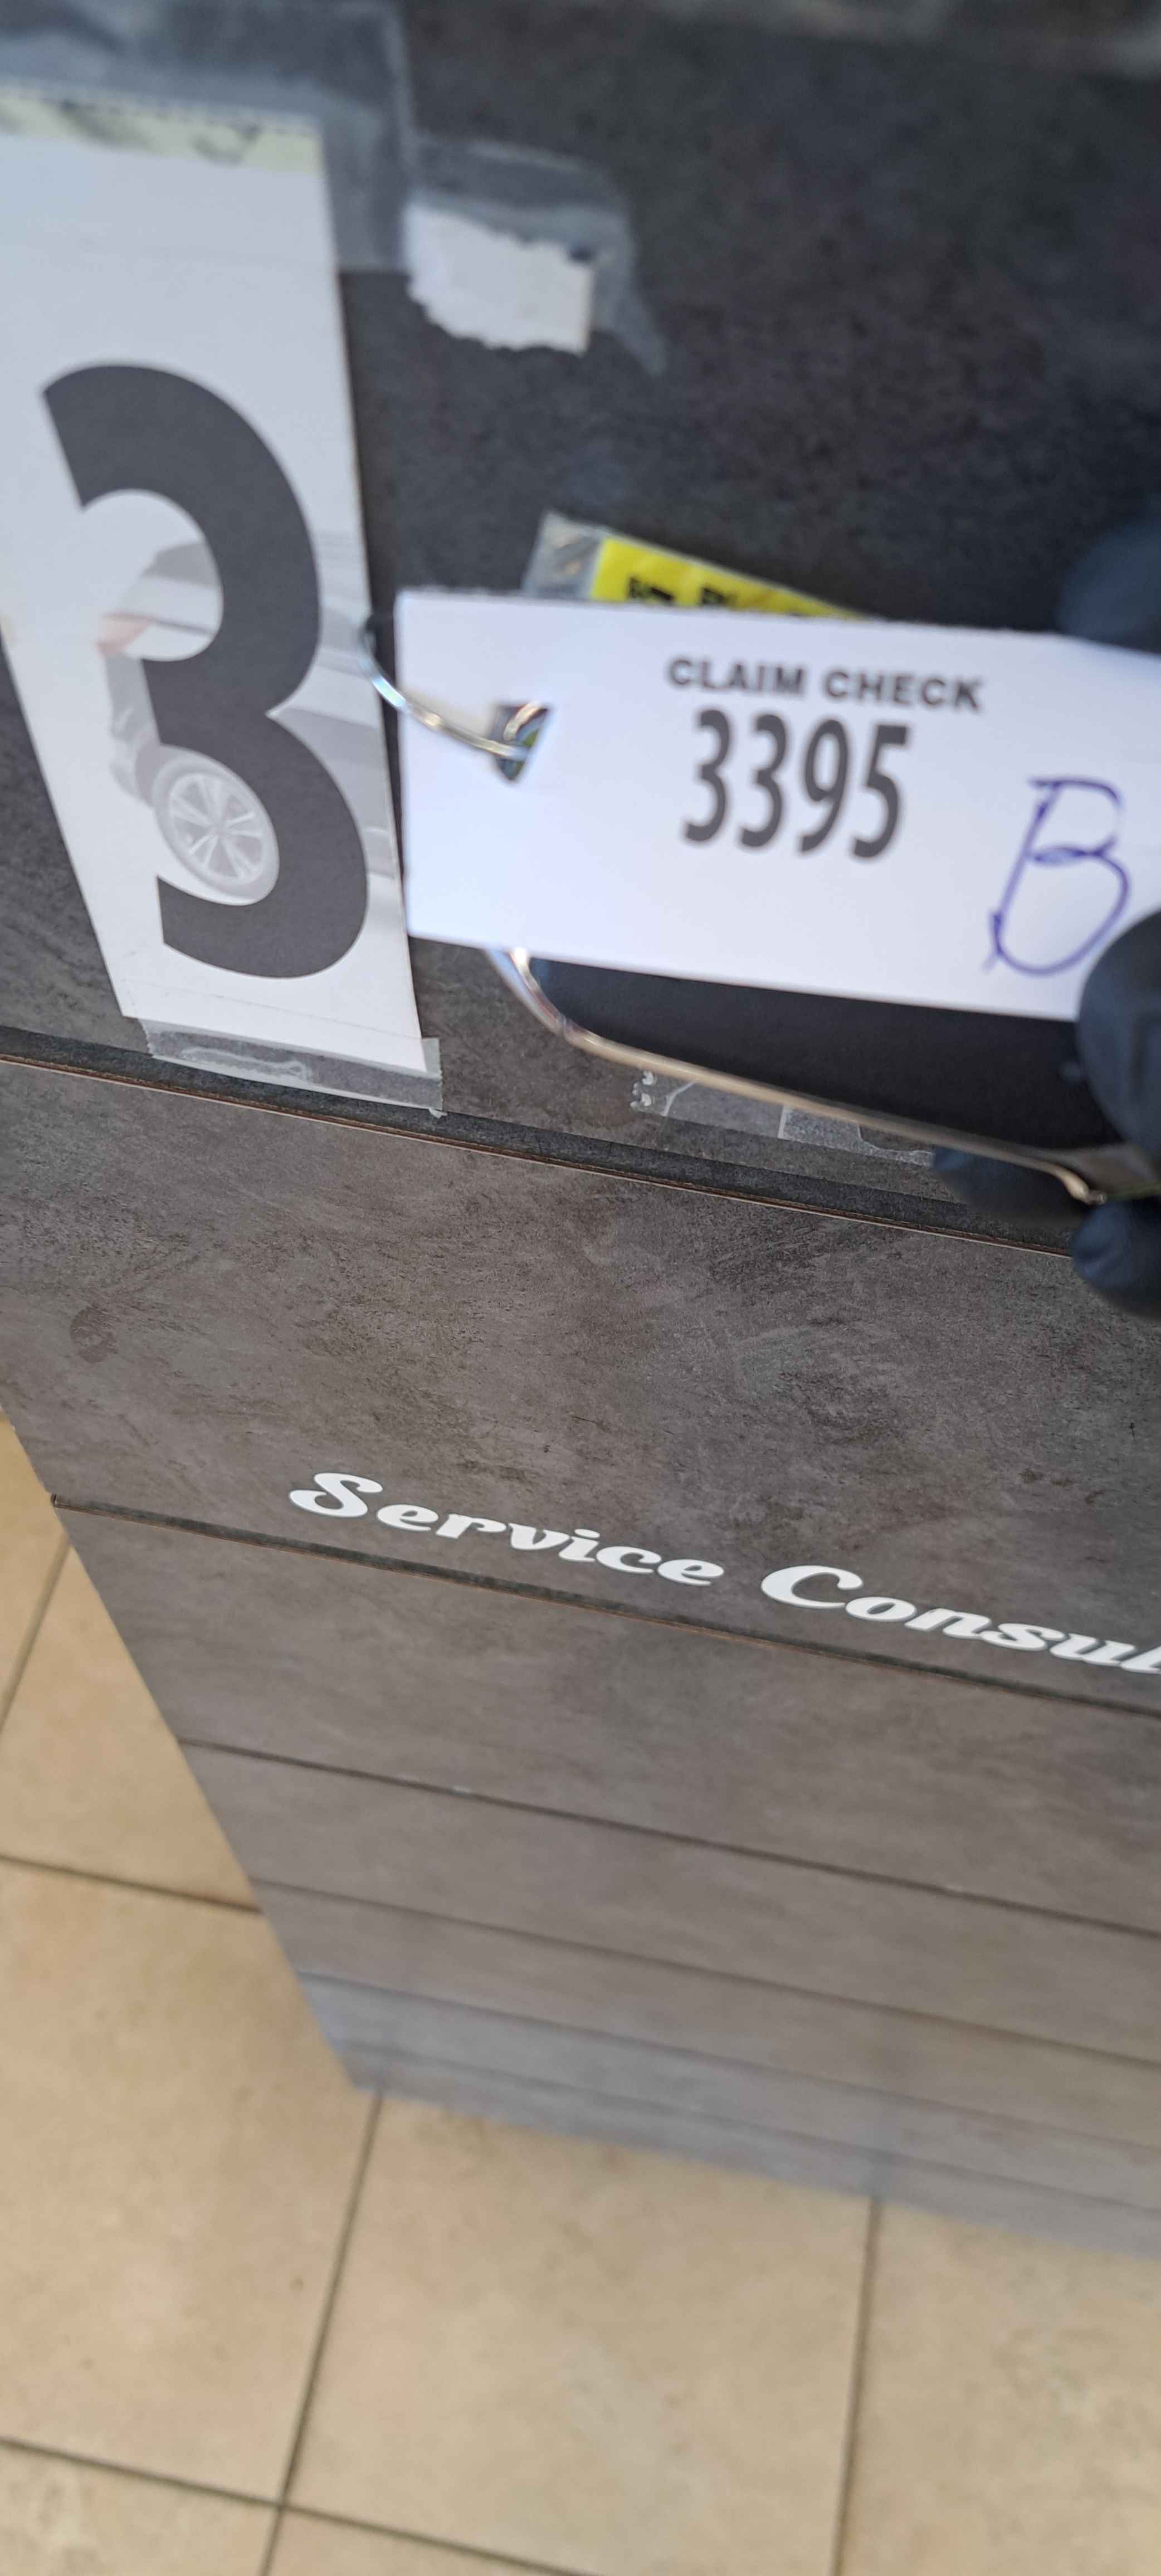 3
CLAIM CHECK
3395
B
Service Consul